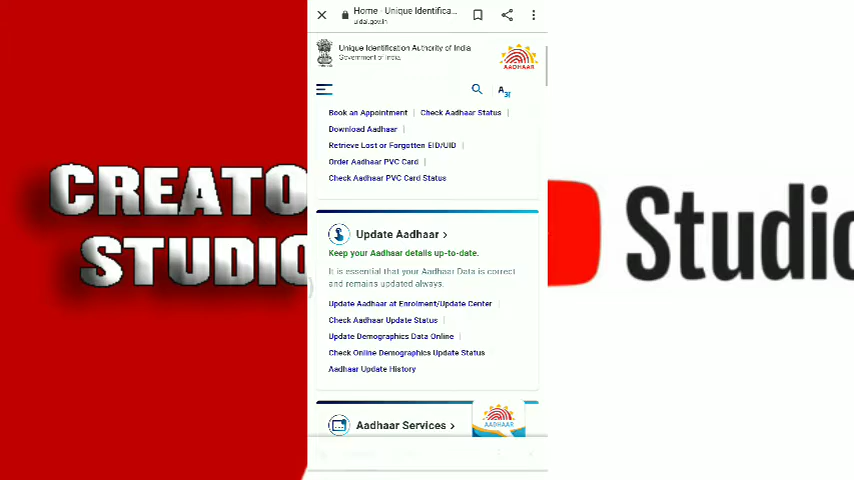 Home - Unique Identifica...
uidai.gov.in
Unique Identification Authority of India
Government of India
AADHAAR
Book an Appointment | Check Aadhaar Status |
Download Aadhaar |
Retrieve Lost or Forgotten EID/UID |
Order Aadhaar PVC Card |
Check Aadhaar PVC Card Status
Update Aadhaar >
Keep your Aadhaar details up-to-date.
It is essential that your Aadhaar Data is correct
and remains updated always.
Update Aadhaar at Enrolment/Update Center |
Check Aadhaar Update Status |
Update Demographics Data Online |
Check Online Demographics Update Status |
Aadhaar Update History
Aadhaar Services >
AADHAAR
CREATO
STUDIO
Studio